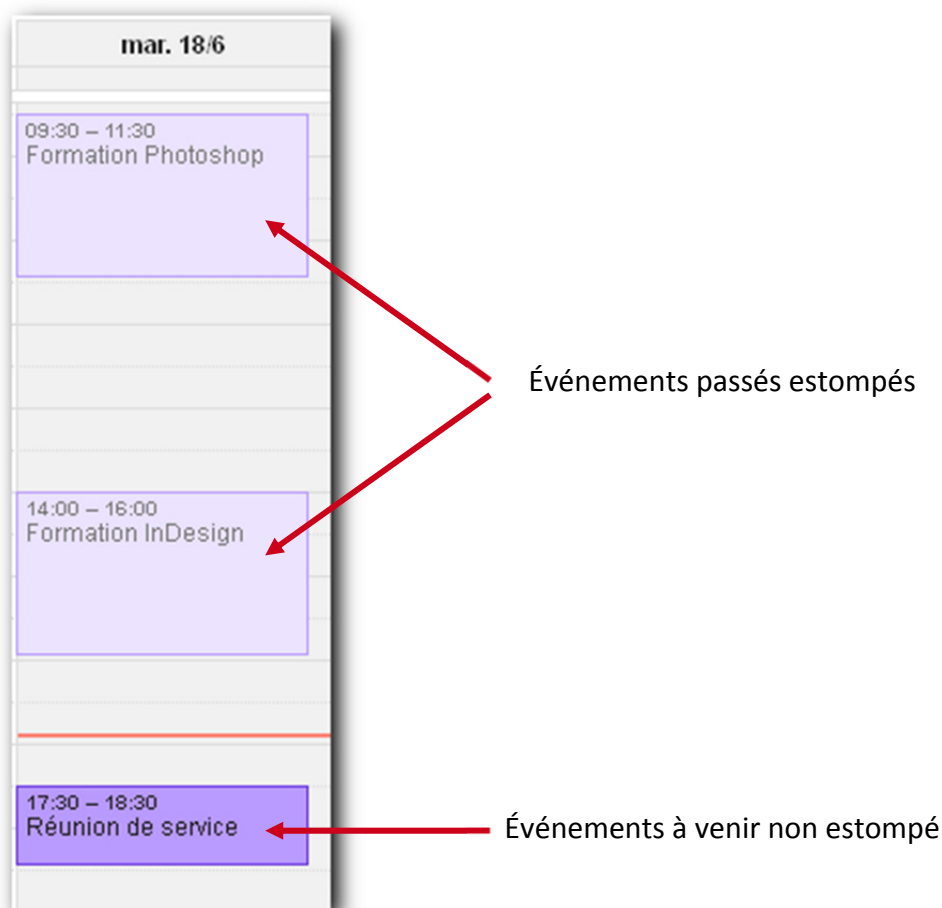 mar. 18/6
09:30 – 11:30
Formation Photoshop
Événements passés estompés
14:00 – 16:00
Formation InDesign
17:30 – 18:30
Réunion de service
Événements à venir non estompé